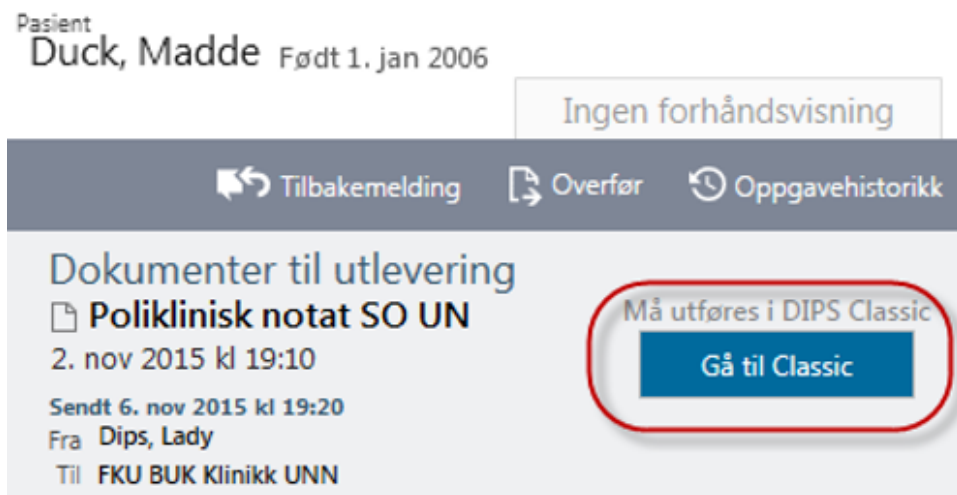 Pasient
Duck, Madde Født 1. jan 2006
Ingen forhåndsvisning
Tilbakemelding Overfør Oppgavehistorikk
Dokumenter til utlevering
Poliklinisk notat SO UN
Må utføres i DIPS Classic
2. nov 2015 kl 19:10
Gå til Classic
Sendt 6. nov 2015 kl 19:20
Fra Dips, Lady
Til FKU BUK Klinikk UNN